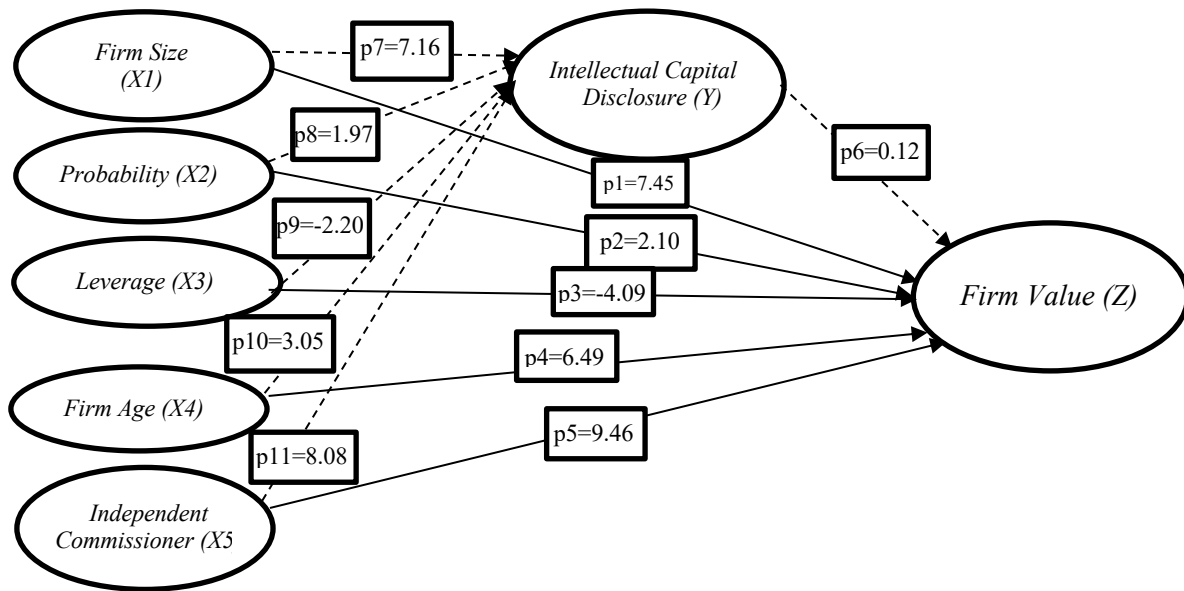 Firm Size
(X1)
p7=7.16
Intellectual Capital
Disclosure (Y)
p8=1.97
p6=0.12
Probability (X2)
p1=7.45
p9=-2.20
p2=2.10
Leverage (X3)
p3=-4.09
Firm Value (Z)
p10=3.05
p4=6.49
Firm Age (X4)
p11=8.08
p5=9.46
Independent
Commissioner (X5